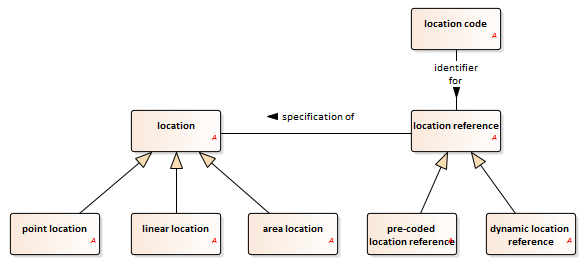 location code
A
identifier
for
◄ specification of
location
A
location reference
A
point location
A
linear location
A
area location
A
pre-coded
location reference
A
dynamic location
reference
A